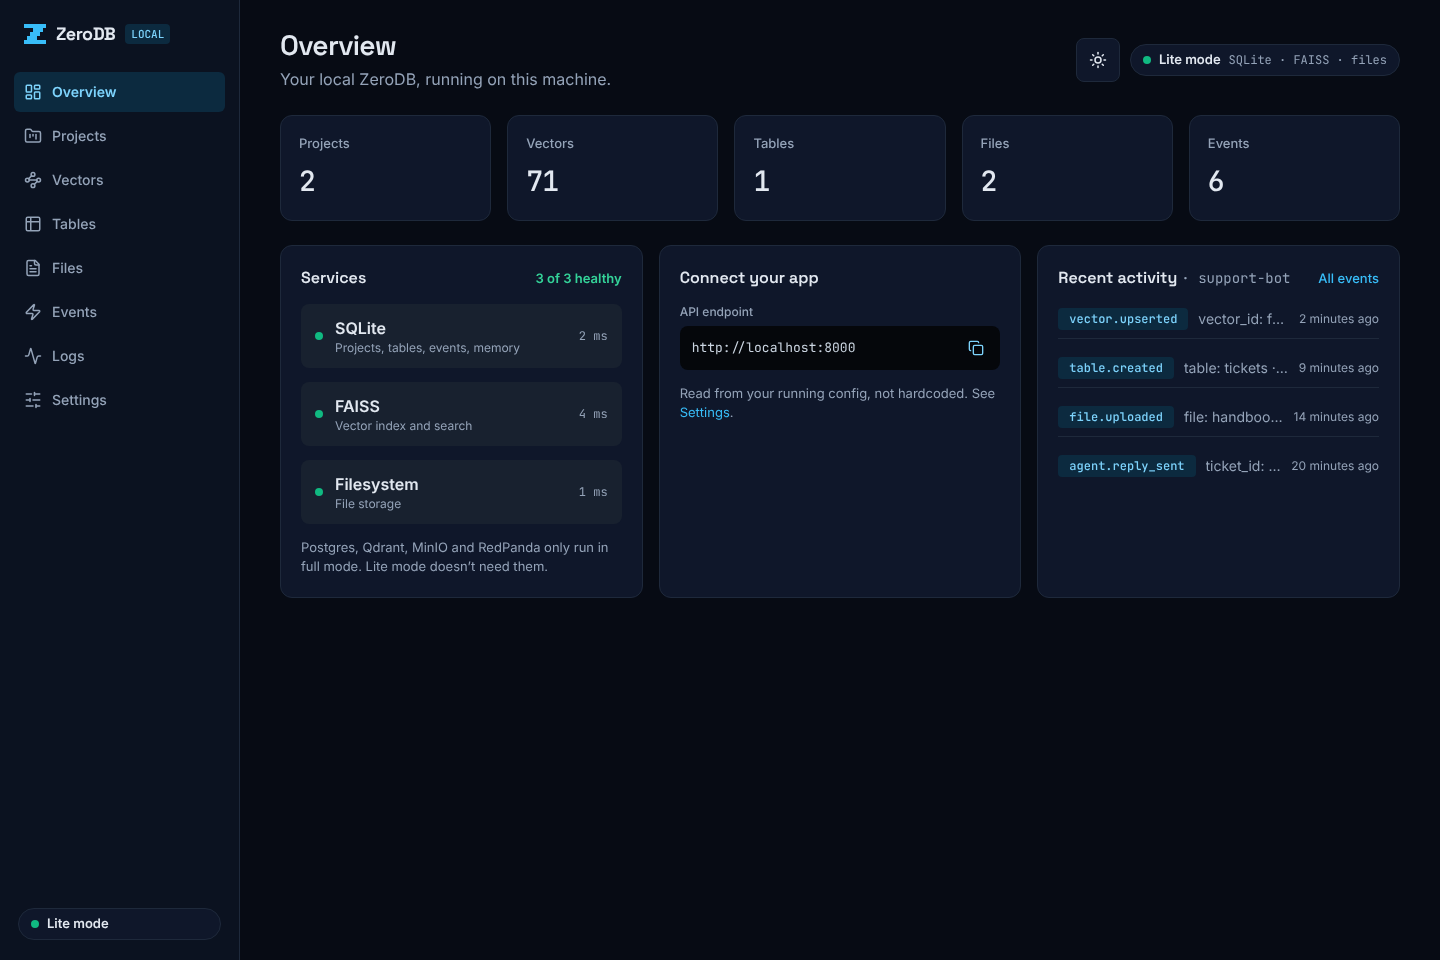 ZeroDB LOCAL
Overview
Projects
Vectors
Tables
Files
Events
Logs
Settings
Lite mode
Overview
Your local ZeroDB, running on this machine.
Lite mode SQLite · FAISS · files
Projects
2
Vectors
71
Tables
1
Files
2
Events
6
Services 3 of 3 healthy
SQLite
Projects, tables, events, memory
2 ms
FAISS
Vector index and search
4 ms
Filesystem
File storage
1 ms
Postgres, Qdrant, MinIO and RedPanda only run in
full mode. Lite mode doesn't need them.
Connect your app
API endpoint
http://localhost:8000
Read from your running config, not hardcoded. See
Settings.
Recent activity · support-bot All events
vector.upserted vector_id: f... 2 minutes ago
table.created table: tickets ·... 9 minutes ago
file.uploaded file: handboo... 14 minutes ago
agent.reply_sent ticket_id: ... 20 minutes ago